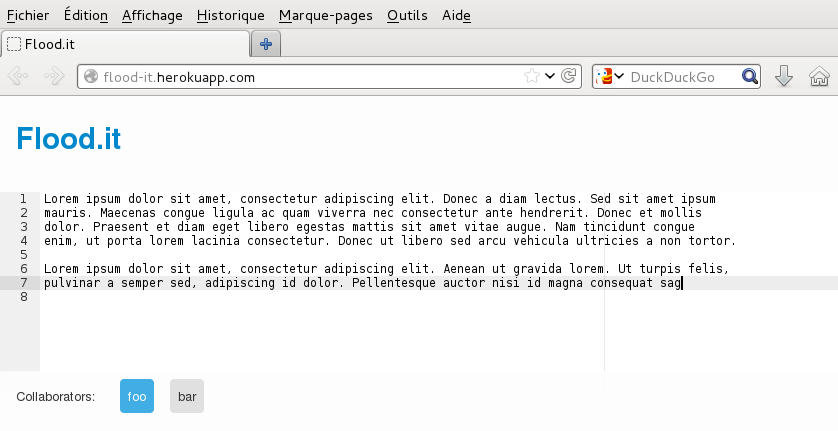 Fichier Édition Affichage Historique Marque-pages Outils Aide
Flood.it
flood-it.herokuapp.com DuckDuckGo
Flood.it
1 Lorem ipsum dolor sit amet, consectetur adipiscing elit. Donec a diam lectus. Sed sit amet ipsum
2 mauris. Maecenas congue ligula ac quam viverra nec consectetur ante hendrerit. Donec et mollis
3 dolor. Praesent et diam eget libero egestas mattis sit amet vitae augue. Nam tincidunt congue
4 enim, ut porta lorem lacinia consectetur. Donec ut libero sed arcu vehicula ultricies a non tortor.
5
6 Lorem ipsum dolor sit amet, consectetur adipiscing elit. Aenean ut gravida lorem. Ut turpis felis,
7 pulvinar a semper sed, adipiscing id dolor. Pellentesque auctor nisi id magna consequat sag
8
Collaborators: foo bar